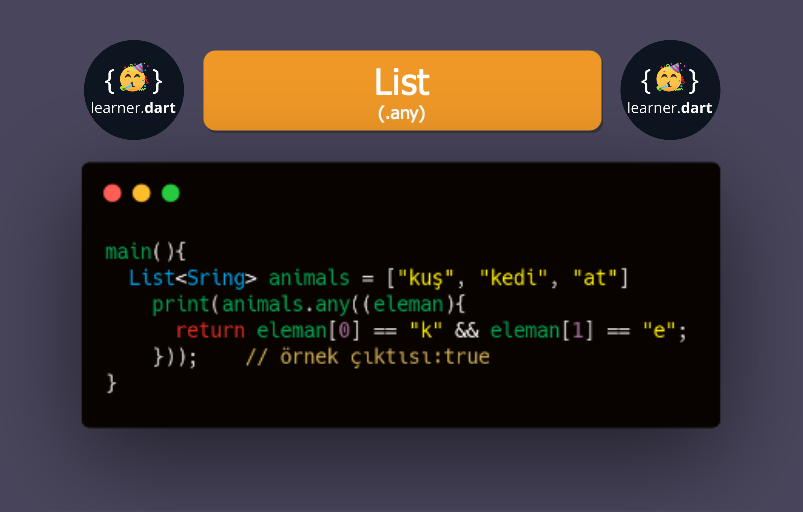 {🥳}
learner.dart
List
(.any)
{🥳}
learner.dart
main(){
  List<Sring> animals = ["kuş", "kedi", "at"]
    print(animals.any((eleman){
      return eleman[0] == "k" && eleman[1] == "e";
    }));    // örnek çıktısı:true
}